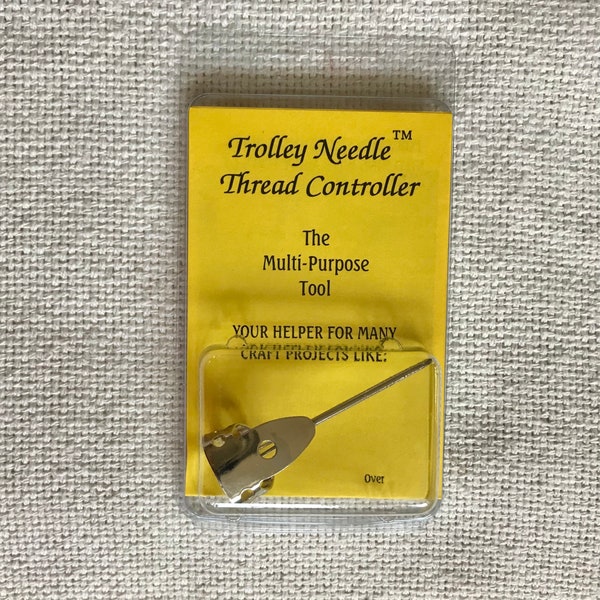 Trolley Needle™
Thread Controller
The
Multi-Purpose
Tool
YOUR HELPER FOR MANY
CRAFT PROJECTS LIKE:
Over